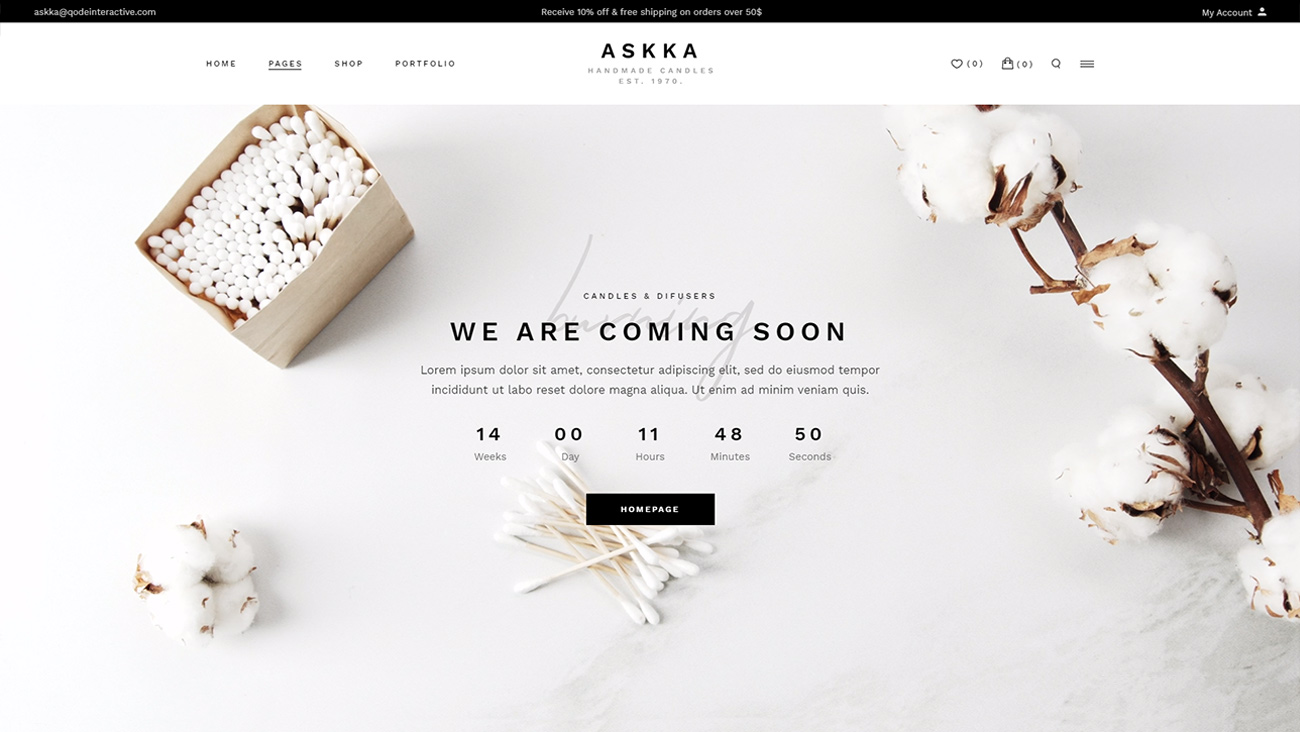 askka@qodeinteractive.com
Receive 10% off & free shipping on orders over 50$
My Account
HOME
PAGES
SHOP
PORTFOLIO
ASKKA
HANDMADE CANDLES
EST. 1970.
(0)
(0)
burning
CANDLES & DIFUSERS
WE ARE COMING SOON
Lorem ipsum dolor sit amet, consectetur adipiscing elit, sed do eiusmod tempor
incididunt ut labo reset dolore magna aliqua. Ut enim ad minim veniam quis.
14 00 11 48 50
Weeks Day Hours Minutes Seconds
HOMEPAGE